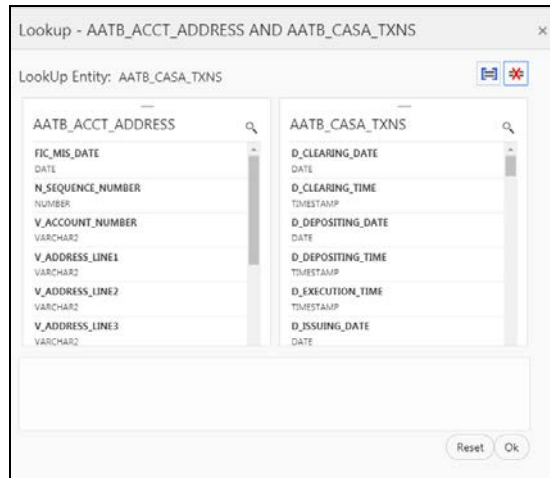 Lookup - AATB_ACCT_ADDRESS AND AATB_CASA_TXNS
LookUp Entity: AATB_CASA_TXNS
AATB_ACCT_ADDRESS
FIC_MIS_DATE
DATE
N_SEQUENCE_NUMBER
NUMBER
V_ACCOUNT_NUMBER
VARCHAR2
V_ADDRESS_LINE1
VARCHAR2
V_ADDRESS_LINE2
VARCHAR2
V_ADDRESS_LINE3
VARCHAR2
AATB_CASA_TXNS
D_CLEARING_DATE
DATE
D_CLEARING_TIME
TIMESTAMP
D_DEPOSITING_DATE
DATE
D_DEPOSITING_TIME
TIMESTAMP
D_EXECUTION_TIME
TIMESTAMP
D_ISSUING_DATE
DATE
Reset
Ok